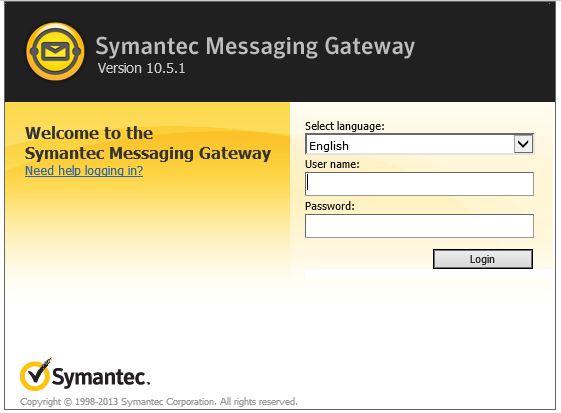 Symantec Messaging Gateway
Version 10.5.1
Welcome to the
Symantec Messaging Gateway
Need help logging in?
Select language:
English
User name:
Password:
Login
Symantec.
Copyright © 1998-2013 Symantec Corporation. All rights reserved.